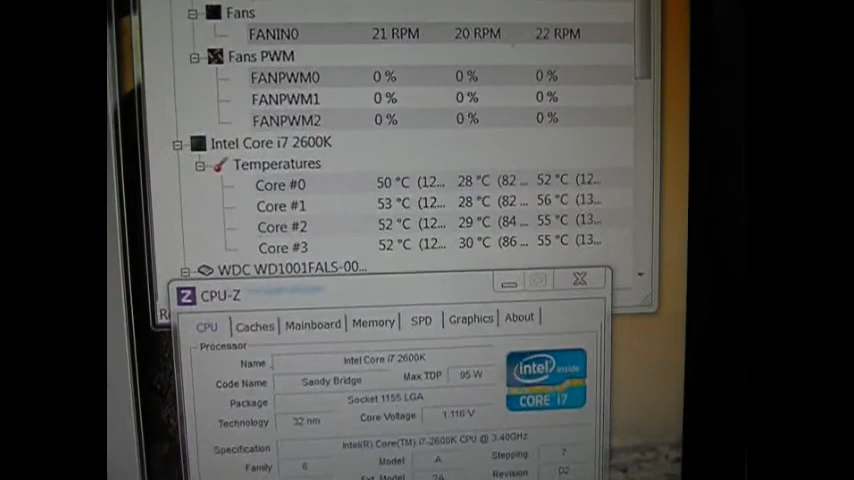 Fans
FANIN0 21 RPM 20 RPM 22 RPM
Fans PWM
FANPWM0 0 % 0 % 0 %
FANPWM1 0 % 0 % 0 %
FANPWM2 0 % 0 % 0 %
Intel Core i7 2600K
Temperatures
Core #0 50 °C (12... 28 °C (82 ... 52 °C (12...
Core #1 53 °C (12... 28 °C (82 ... 56 °C (13...
Core #2 52 °C (12... 29 °C (84 ... 55 °C (13...
Core #3 52 °C (12... 30 °C (86 ... 55 °C (13...
WDC WD1001FALS-00...
CPU-Z
CPU Caches Mainboard Memory SPD Graphics About
Processor
Name Intel Core i7 2600K
Code Name Sandy Bridge Max TDP 95 W
Package Socket 1155 LGA
Technology 32 nm Core Voltage 1.116 V
intel inside
CORE i7
Specification Intel(R) Core(TM) i7-2600K CPU @ 3.40GHz
Family 6 Model A Stepping 7
Ext. Model 2A Revision D2